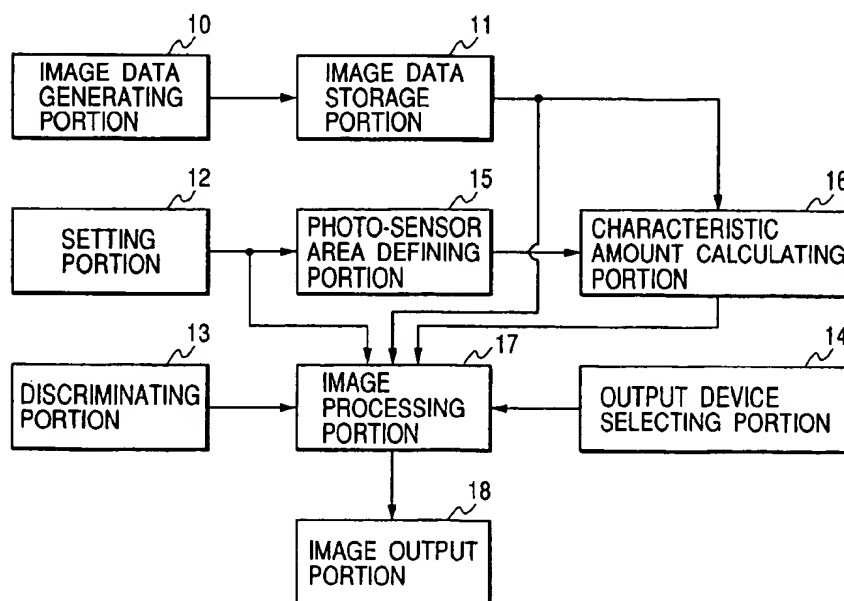 10
IMAGE DATA
GENERATING
PORTION
11
IMAGE DATA
STORAGE
PORTION
12
SETTING
PORTION
15
PHOTO-SENSOR
AREA DEFINING
PORTION
16
CHARACTERISTIC
AMOUNT CALCULATING
PORTION
13
DISCRIMINATING
PORTION
17
IMAGE
PROCESSING
PORTION
14
OUTPUT DEVICE
SELECTING PORTION
18
IMAGE OUTPUT
PORTION